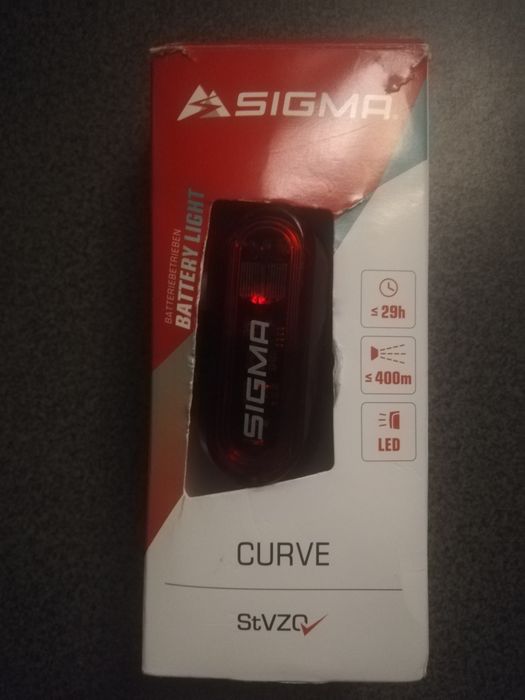 SIGMA
BATTERIEBETRIEBEN
BATTERY LIGHT
SIGMA
≤ 29h
≤ 400m
LED
CURVE
StVZO